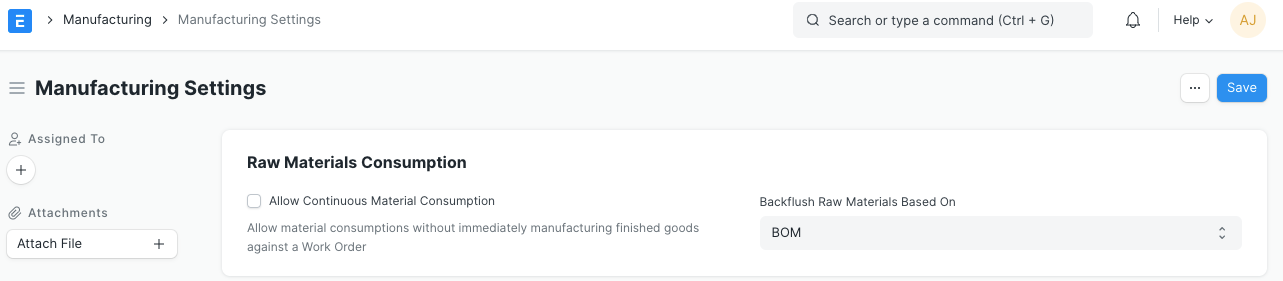 E
Manufacturing
Manufacturing Settings
Search or type a command (Ctrl + G)
Help
AJ
Manufacturing Settings
...
Save
Assigned To
+
Attachments
Attach File +
Raw Materials Consumption
Allow Continuous Material Consumption
Allow material consumptions without immediately manufacturing finished goods
against a Work Order
Backflush Raw Materials Based On
BOM